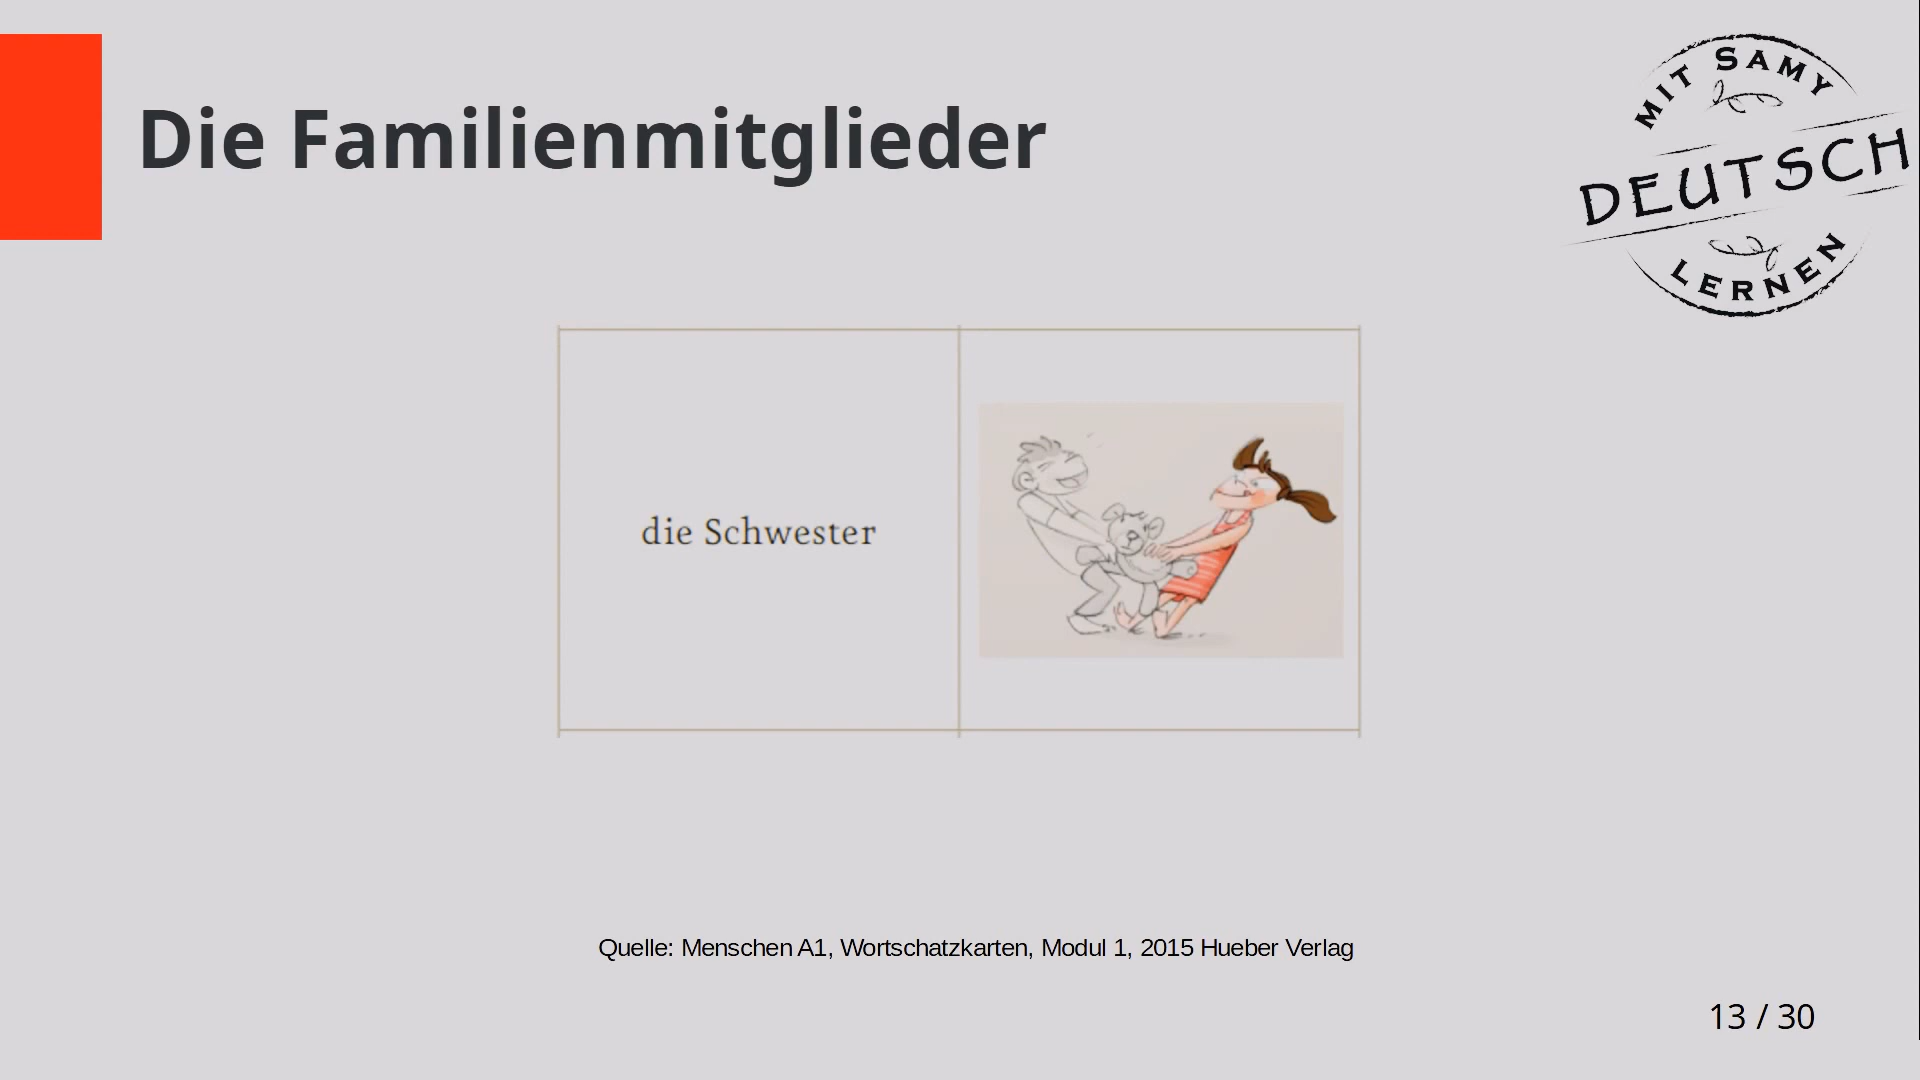 Die Familienmitglieder
MIT SAMY
DEUTSCH
LERNEN
die Schwester
Quelle: Menschen A1, Wortschatzkarten, Modul 1, 2015 Hueber Verlag
13 / 30